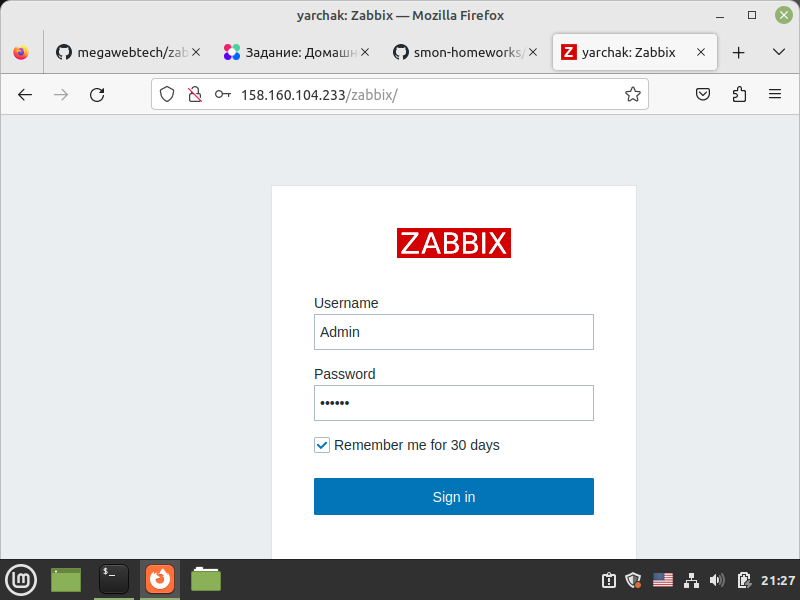 yarchak: Zabbix — Mozilla Firefox
megawebtech/zab
Задание: Домашн
smon-homeworks/
yarchak: Zabbix
158.160.104.233/zabbix/
ZABBIX
Username
Admin
Password
••••••
Remember me for 30 days
Sign in
$_
lm
21:27